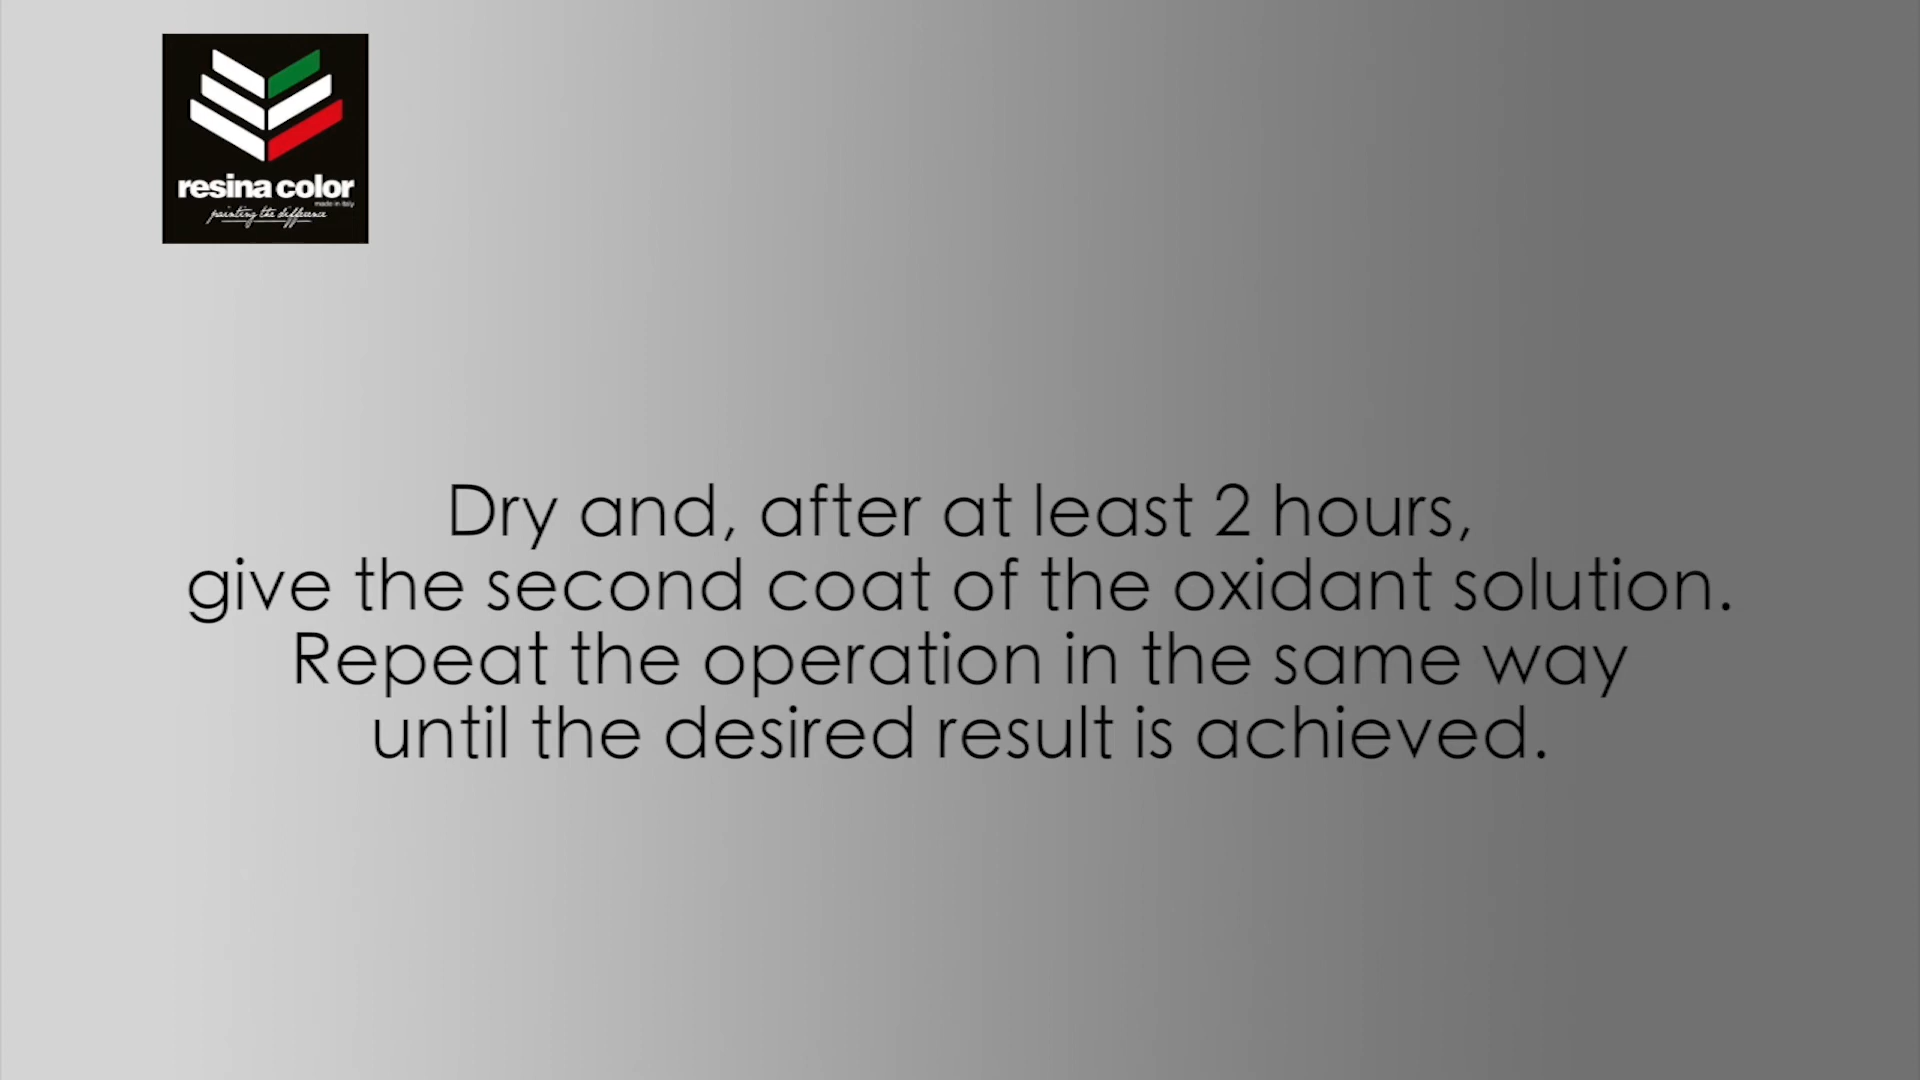 resina color
made in italy
painting the difference
Dry and, after at least 2 hours,
give the second coat of the oxidant solution.
Repeat the operation in the same way
until the desired result is achieved.